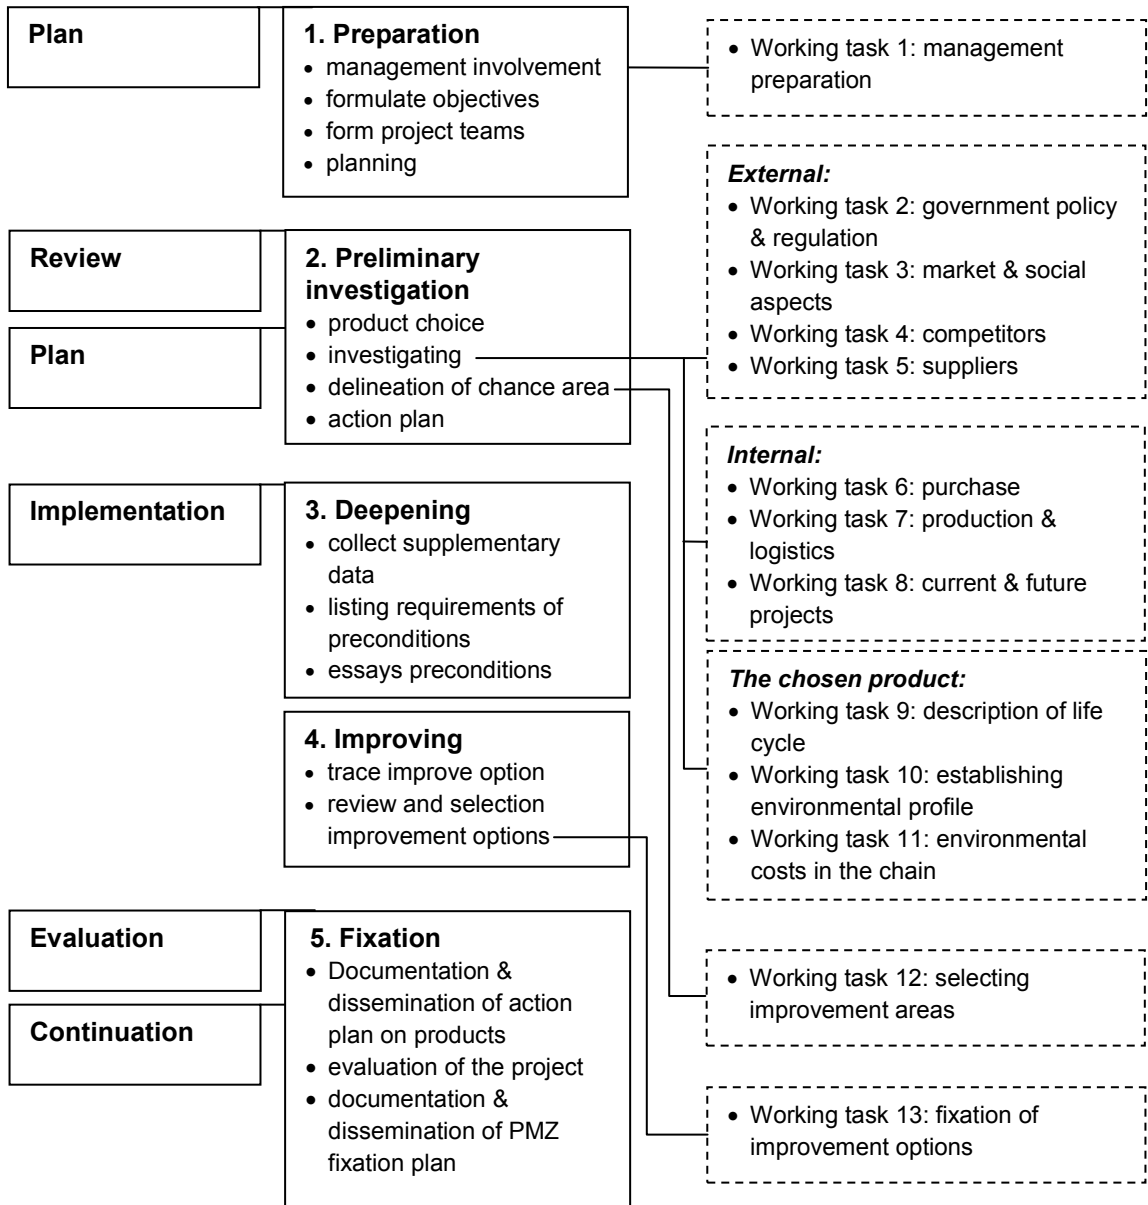 Plan
1. Preparation
• management involvement
• formulate objectives
• form project teams
• planning
• Working task 1: management
preparation
External:
• Working task 2: government policy
& regulation
• Working task 3: market & social
aspects
• Working task 4: competitors
• Working task 5: suppliers
Review
Plan
2. Preliminary
investigation
• product choice
• investigating
• delineation of chance area
• action plan
Internal:
• Working task 6: purchase
• Working task 7: production &
logistics
• Working task 8: current & future
projects
Implementation
3. Deepening
• collect supplementary
data
• listing requirements of
preconditions
• essays preconditions
The chosen product:
• Working task 9: description of life
cycle
• Working task 10: establishing
environmental profile
• Working task 11: environmental
costs in the chain
4. Improving
• trace improve option
• review and selection
improvement options
Evaluation
Continuation
5. Fixation
• Documentation &
dissemination of action
plan on products
• evaluation of the project
• documentation &
dissemination of PMZ
fixation plan
• Working task 12: selecting
improvement areas
• Working task 13: fixation of
improvement options